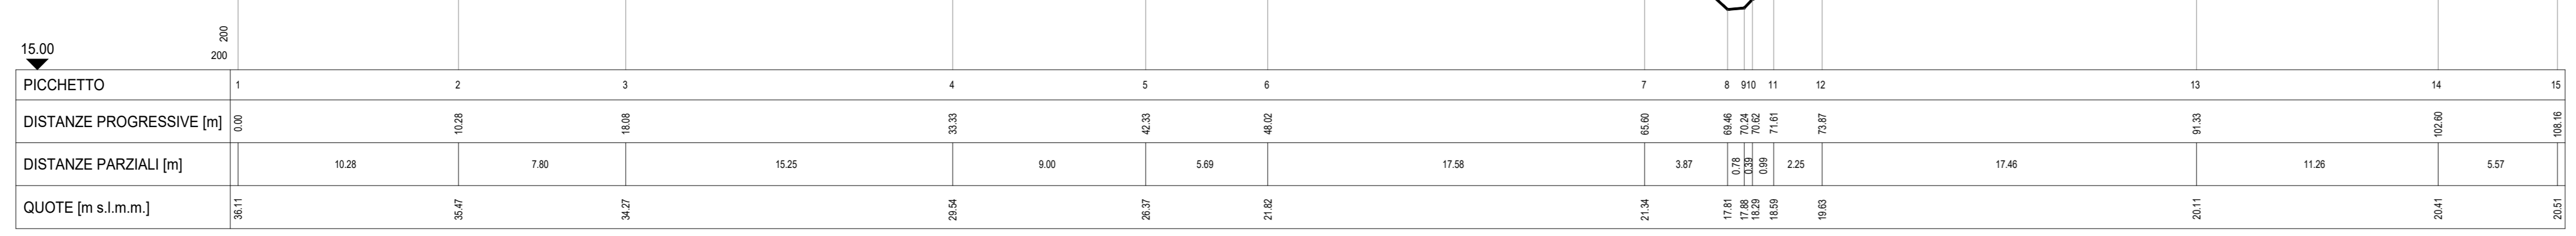 200
15.00
200
PICCHETTO 1 2 3 4 5 6 7 8 9 10 11 12 13 14 15
DISTANZE PROGRESSIVE [m] 0.00 10.28 18.08 33.33 42.33 48.02 65.60 69.46 70.24 70.62 71.61 73.87 91.33 102.60 108.16
DISTANZE PARZIALI [m] 10.28 7.80 15.25 9.00 5.69 17.58 3.87 0.78 0.39 0.99 2.25 17.46 11.26 5.57
QUOTE [m s.l.m.m.] 36.11 35.47 34.27 29.54 26.37 21.82 21.34 17.81 17.88 18.29 18.59 19.63 20.11 20.41 20.51